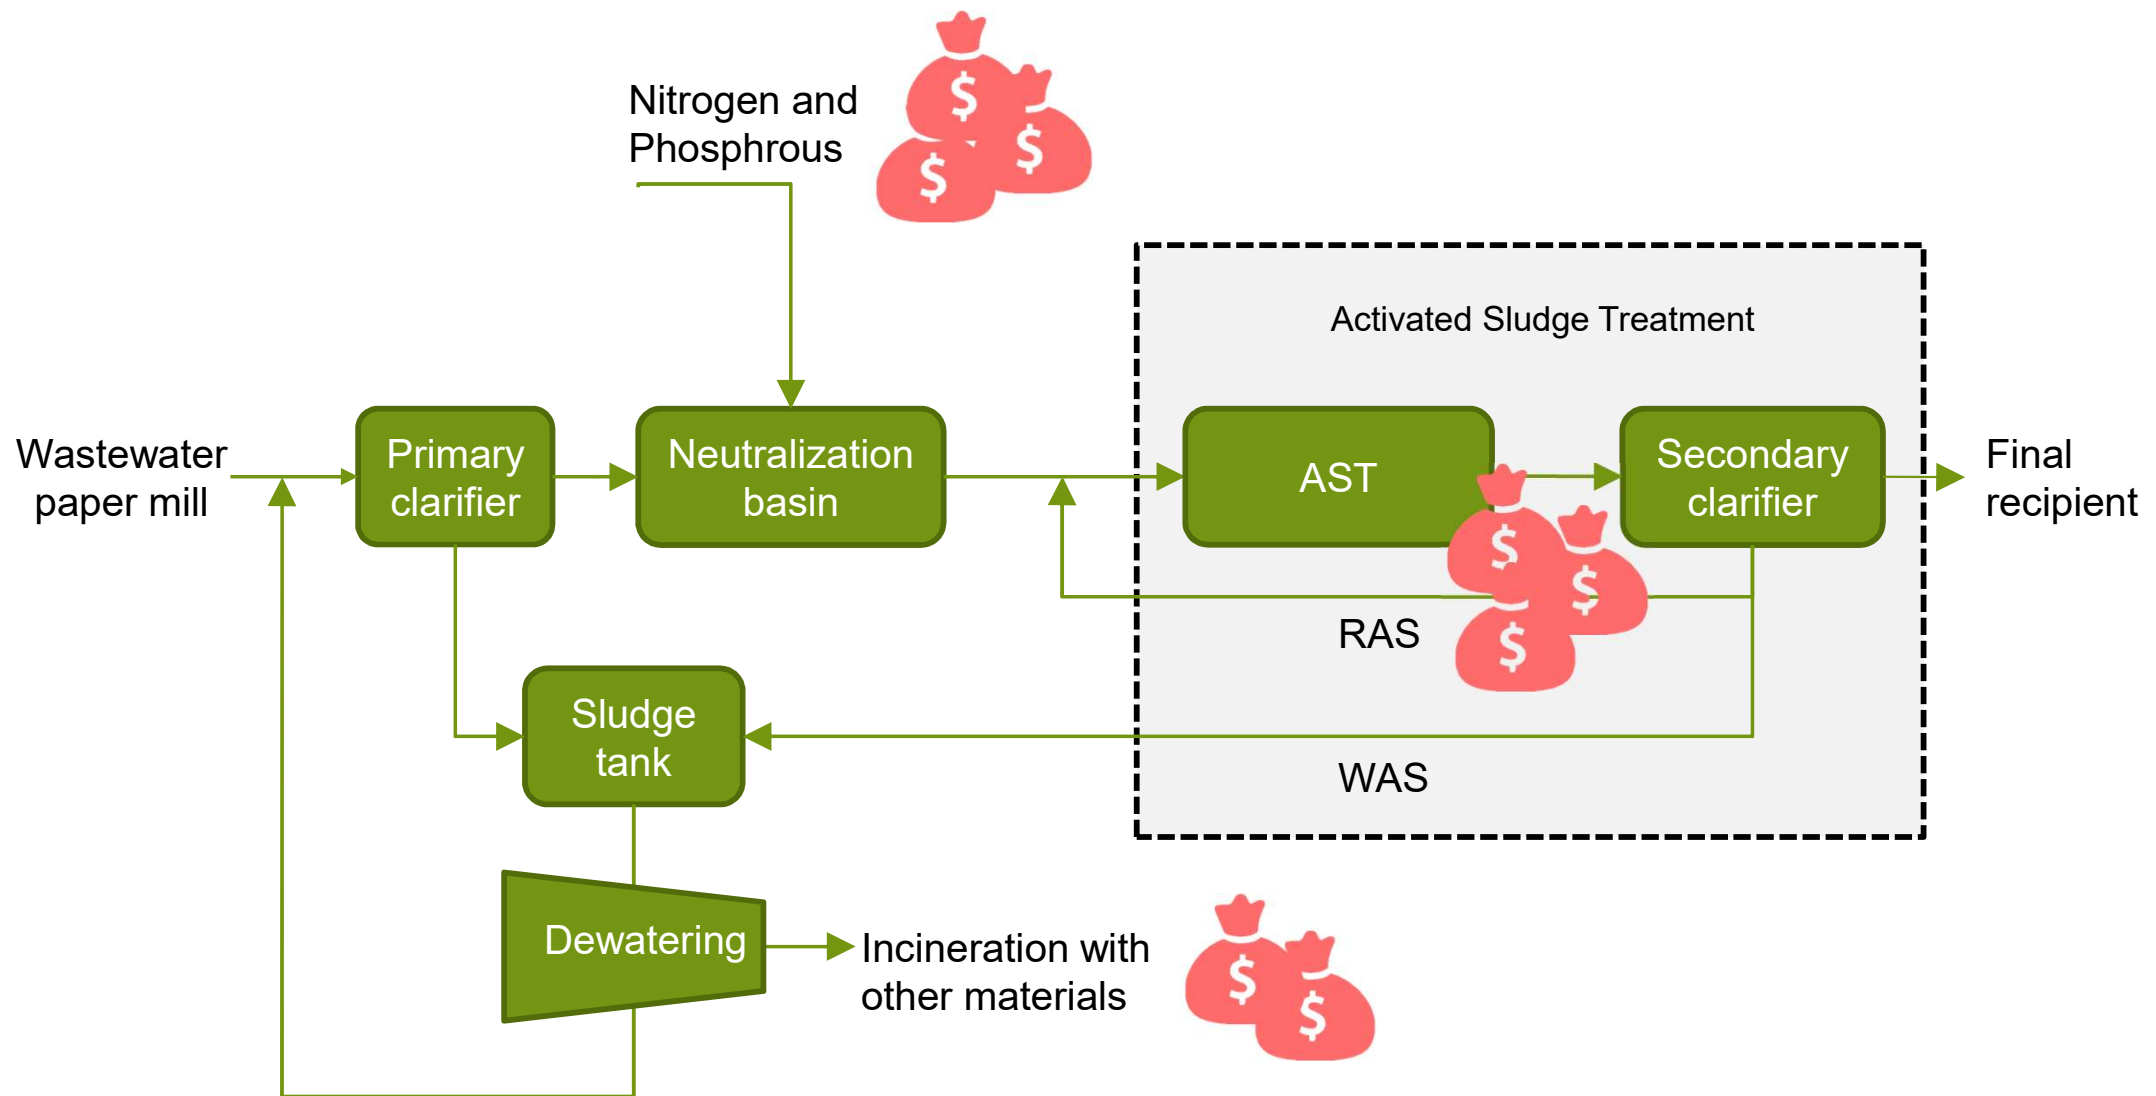 Nitrogen and
Phosphrous
$
$
$
Activated Sludge Treatment
Wastewater
paper mill
Primary
clarifier
Neutralization
basin
AST
Secondary
clarifier
Final
recipient
$
$
$
RAS
Sludge
tank
WAS
Dewatering
Incineration with
other materials
$
$